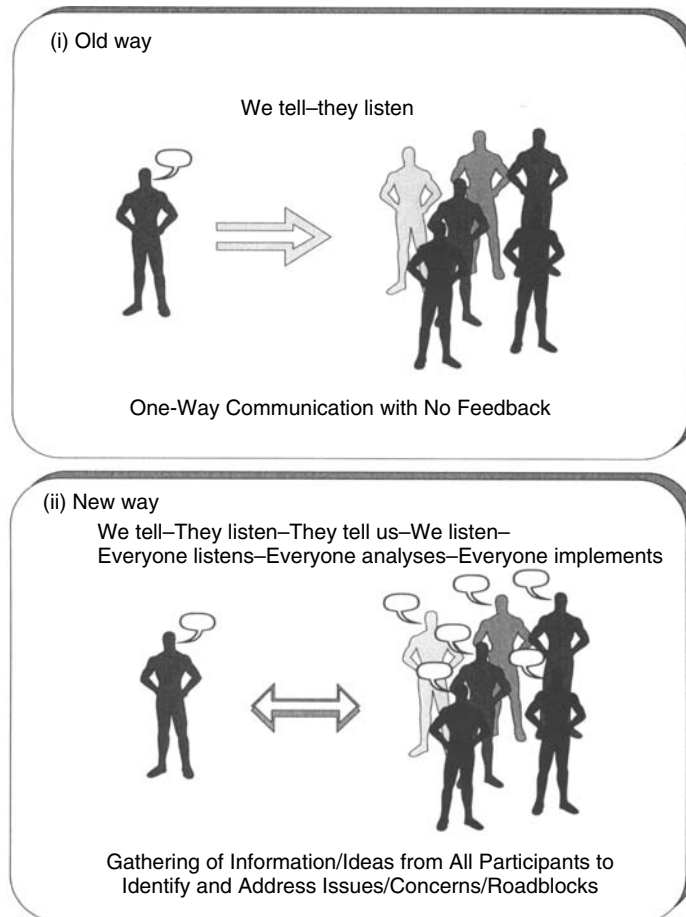 (i) Old way
We tell–they listen
One-Way Communication with No Feedback
(ii) New way
We tell–They listen–They tell us–We listen–
Everyone listens–Everyone analyses–Everyone implements
Gathering of Information/Ideas from All Participants to
Identify and Address Issues/Concerns/Roadblocks